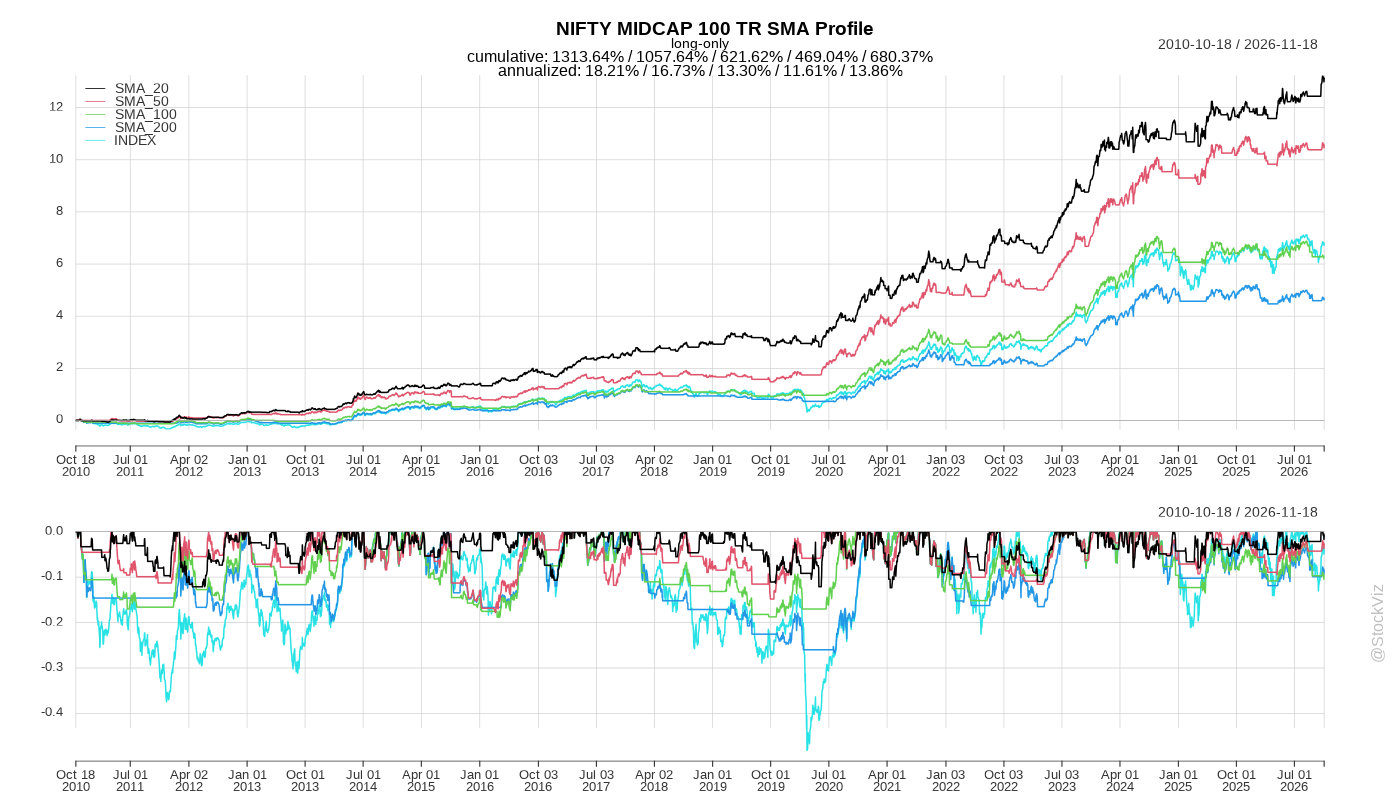 NIFTY MIDCAP 100 TR SMA Profile
long-only
2010-10-18 / 2026-11-18
cumulative: 1313.64% / 1057.64% / 621.62% / 469.04% / 680.37%
annualized: 18.21% / 16.73% / 13.30% / 11.61% / 13.86%
SMA_20
SMA_50
SMA_100
SMA_200
INDEX
12
10
8
6
4
2
0
Oct 18 Jul 01 Apr 02 Jan 01 Oct 01 Jul 01 Apr 01 Jan 01 Oct 03 Jul 03 Apr 02 Jan 01 Oct 01 Jul 01 Apr 01 Jan 03 Oct 03 Jul 03 Apr 01 Jan 01 Oct 01 Jul 01
2010 2011 2012 2013 2013 2014 2015 2016 2016 2017 2018 2019 2019 2020 2021 2022 2022 2023 2024 2025 2025 2026
2010-10-18 / 2026-11-18
0.0
-0.1
-0.2
-0.3
-0.4
Oct 18 Jul 01 Apr 02 Jan 01 Oct 01 Jul 01 Apr 01 Jan 01 Oct 03 Jul 03 Apr 02 Jan 01 Oct 01 Jul 01 Apr 01 Jan 03 Oct 03 Jul 03 Apr 01 Jan 01 Oct 01 Jul 01
2010 2011 2012 2013 2013 2014 2015 2016 2016 2017 2018 2019 2019 2020 2021 2022 2022 2023 2024 2025 2025 2026
@StockViz